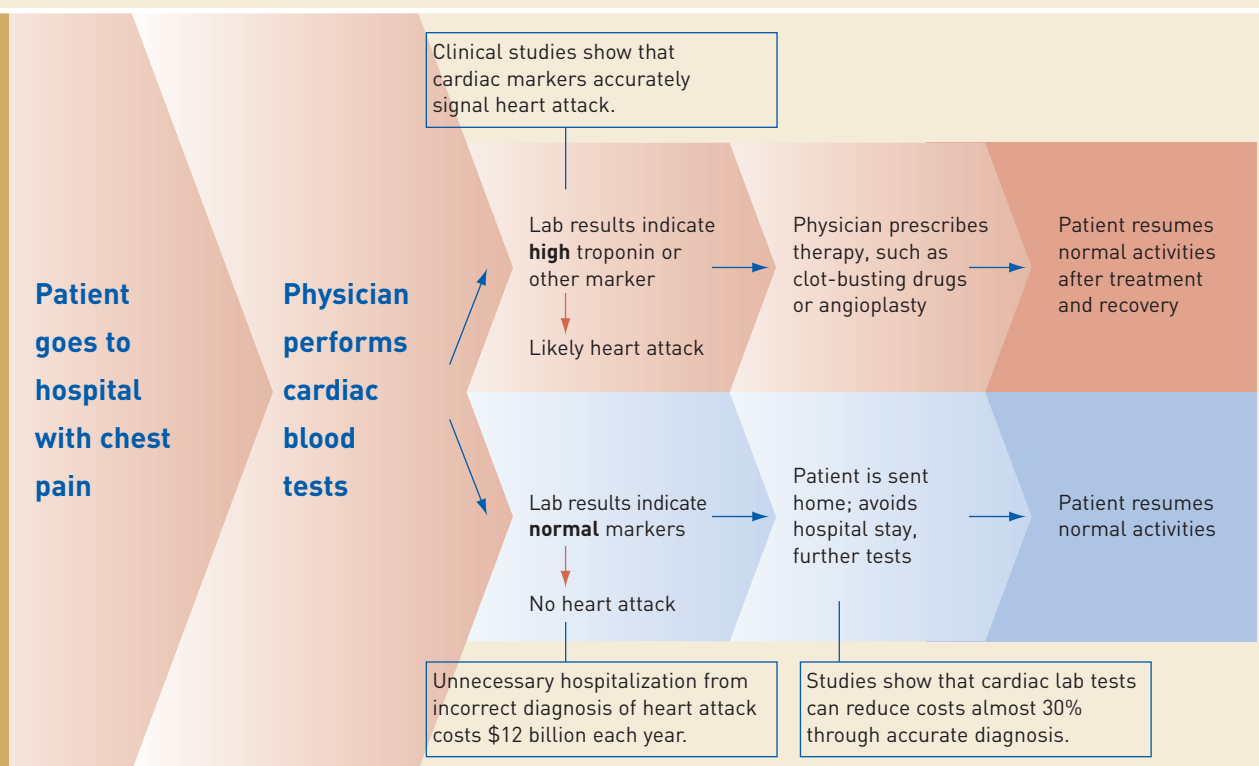 Clinical studies show that
cardiac markers accurately
signal heart attack.
Patient
goes to
hospital
with chest
pain
Physician
performs
cardiac
blood
tests
Lab results indicate
high troponin or
other marker
Likely heart attack
Physician prescribes
therapy, such as
clot-busting drugs
or angioplasty
Patient resumes
normal activities
after treatment
and recovery
Lab results indicate
normal markers
No heart attack
Patient is sent
home; avoids
hospital stay,
further tests
Patient resumes
normal activities
Unnecessary hospitalization from
incorrect diagnosis of heart attack
costs $12 billion each year.
Studies show that cardiac lab tests
can reduce costs almost 30%
through accurate diagnosis.